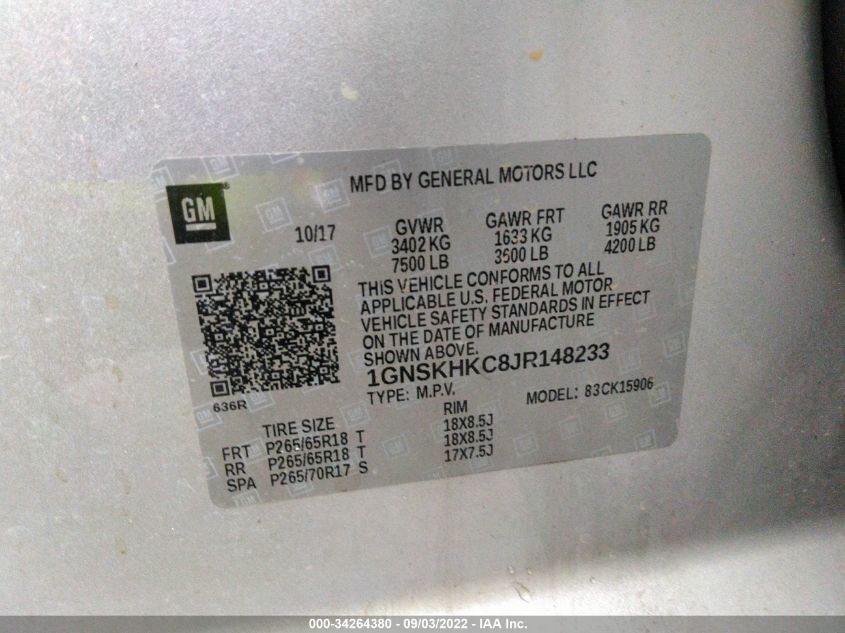 MFD BY GENERAL MOTORS LLC
GM
10/17
GVWR GAWR FRT GAWR RR
3402 KG 1633 KG 1905 KG
7500 LB 3600 LB 4200 LB
THIS VEHICLE CONFORMS TO ALL
APPLICABLE U.S. FEDERAL MOTOR
VEHICLE SAFETY STANDARDS IN EFFECT
ON THE DATE OF MANUFACTURE
SHOWN ABOVE.
1GNSKHKC8JR148233
TYPE: M.P.V. MODEL: 83CK15906
636R
TIRE SIZE RIM
FRT P265/65R18 T 18X8.5J
RR P265/65R18 T 18X8.5J
SPA P265/70R17 S 17X7.5J
000-34264380 - 09/03/2022 - IAA Inc.